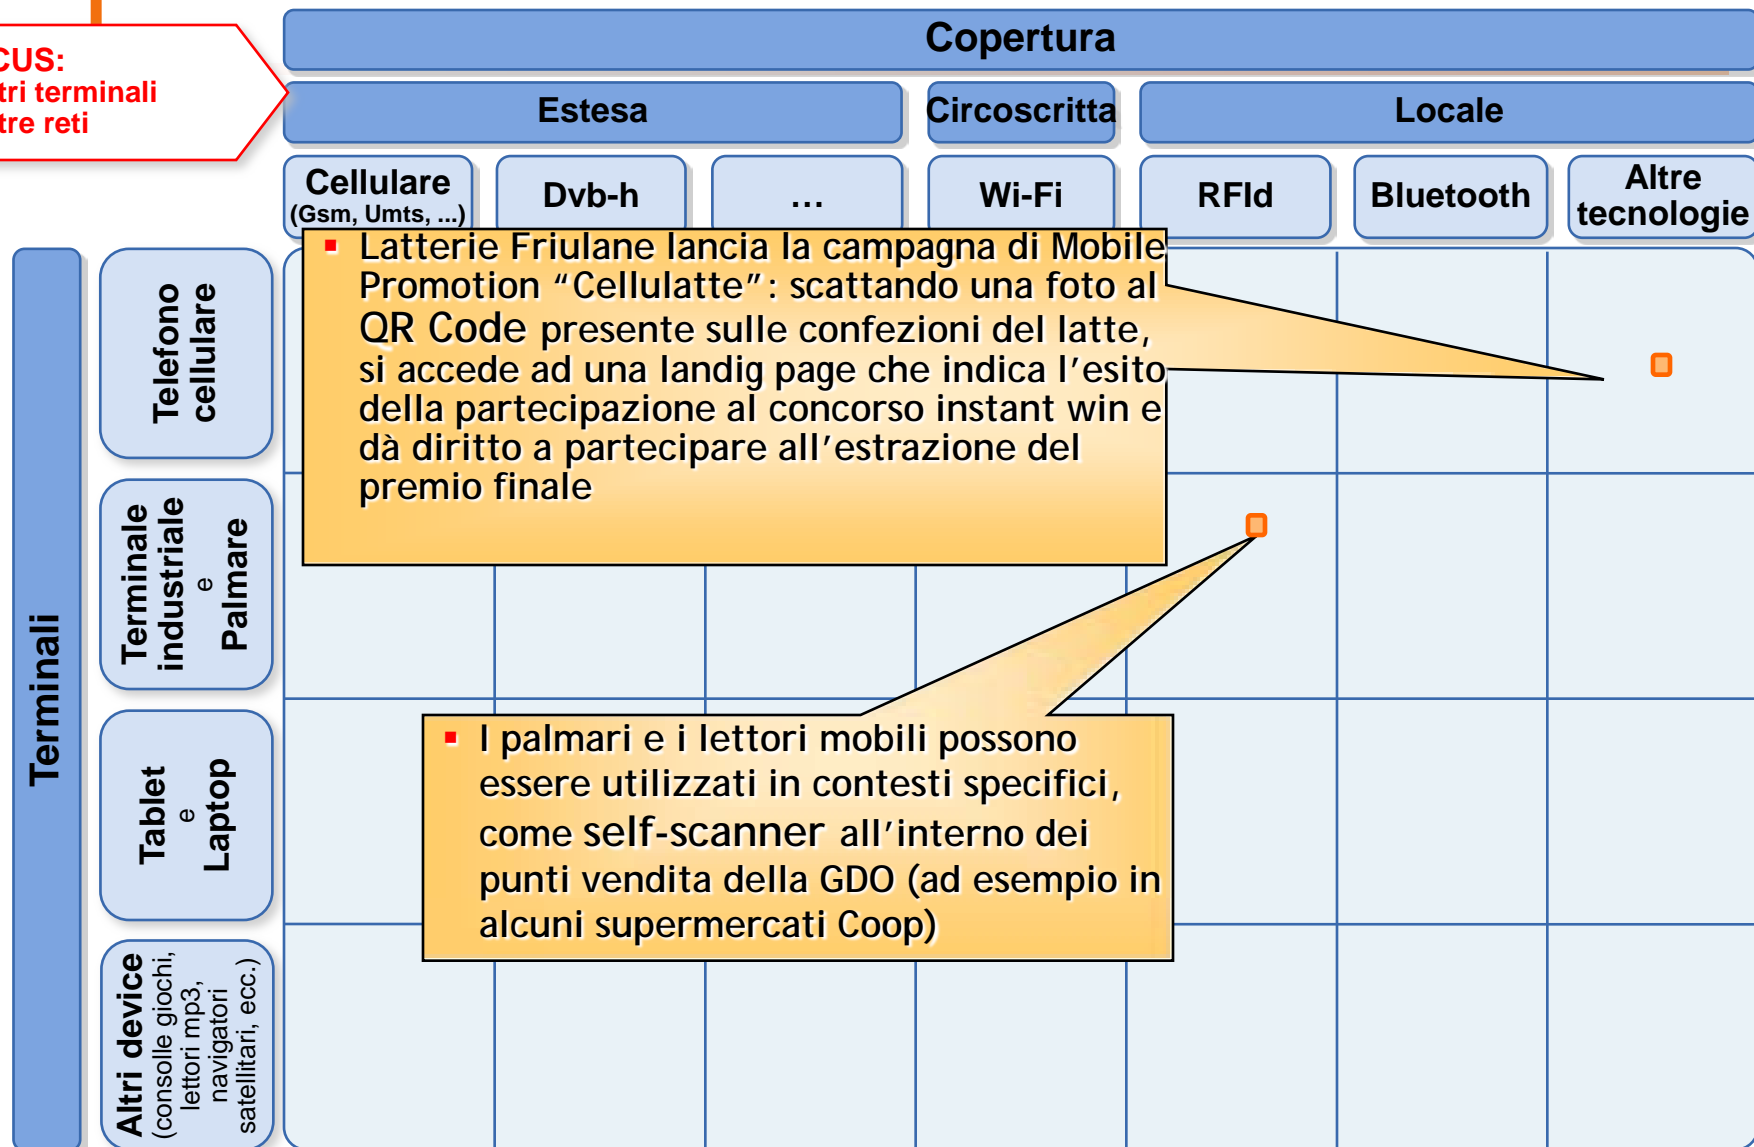 CUS:
tri terminali
tre reti
Copertura
Estesa
Circoscritta
Locale
Cellulare
(Gsm, Umts, ...)
Dvb-h
...
Wi-Fi
RFId
Bluetooth
Altre
tecnologie
Terminali
Telefono
cellulare
Terminale
industriale
e
Palmare
Tablet
e
Laptop
Altri device
(consolle giochi,
lettori mp3,
navigatori
satellitari, ecc.)
Latterie Friulane lancia la campagna di Mobile
Promotion “Cellulatte”: scattando una foto al
QR Code presente sulle confezioni del latte,
si accede ad una landig page che indica l’esito
della partecipazione al concorso instant win e
dà diritto a partecipare all’estrazione del
premio finale
I palmari e i lettori mobili possono
essere utilizzati in contesti specifici,
come self-scanner all’interno dei
punti vendita della GDO (ad esempio in
alcuni supermercati Coop)